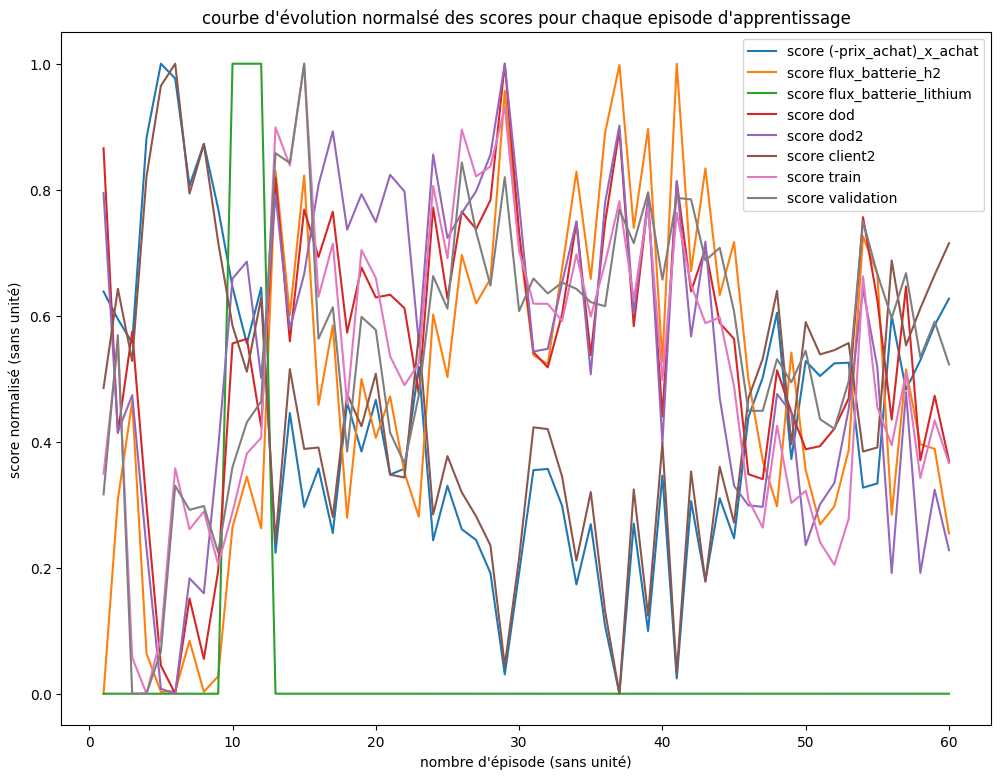 courbe d'évolution normalsé des scores pour chaque episode d'apprentissage
score (-prix_achat)_x_achat
score flux_batterie_h2
score flux_batterie_lithium
score dod
score dod2
score client2
score train
score validation
score normalisé (sans unité)
1.0
0.8
0.6
0.4
0.2
0.0
0 10 20 30 40 50 60
nombre d'épisode (sans unité)